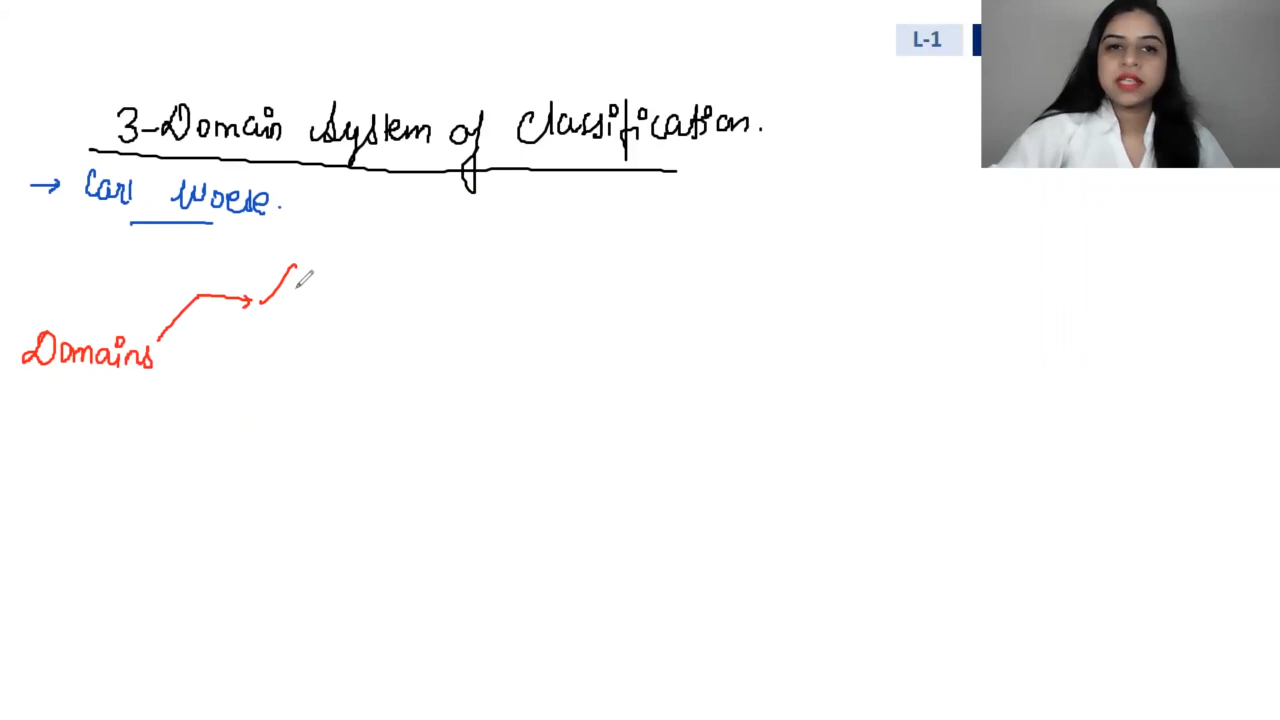 L-1
3-Domain System of Classification.
→ Carl Woese.
Domains